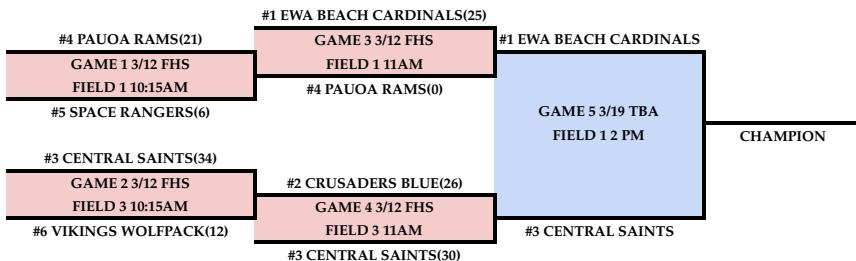 #1 EWA BEACH CARDINALS(25)
#4 PAUOA RAMS(21)
GAME 3 3/12 FHS
#1 EWA BEACH CARDINALS
GAME 1 3/12 FHS
FIELD 1 11AM
FIELD 1 10:15AM
#4 PAUOA RAMS(0)
#5 SPACE RANGERS(6)
GAME 5 3/19 TBA
FIELD 1 2 PM
CHAMPION
#3 CENTRAL SAINTS(34)
GAME 2 3/12 FHS
#2 CRUSADERS BLUE(26)
FIELD 3 10:15AM
GAME 4 3/12 FHS
#6 VIKINGS WOLFPACK(12)
FIELD 3 11AM
#3 CENTRAL SAINTS
#3 CENTRAL SAINTS(30)